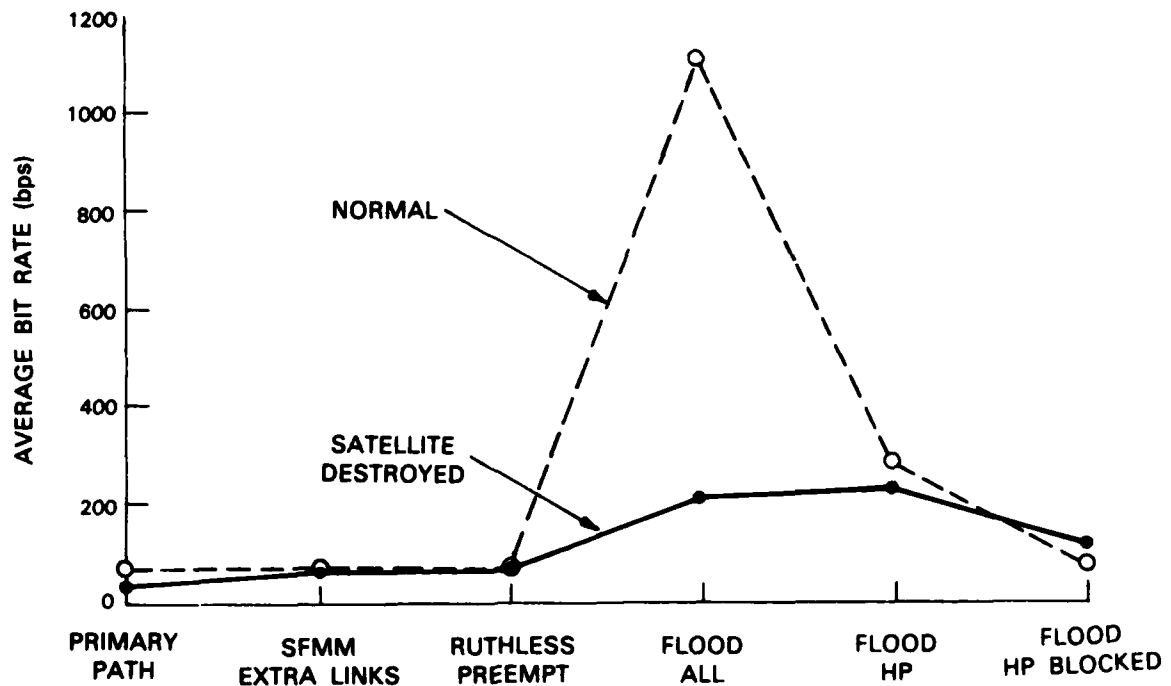 1200
1000
800
600
400
200
0
AVERAGE BIT RATE (bps)
NORMAL
SATELLITE
DESTROYED
PRIMARY
PATH
SFMM
EXTRA LINKS
RUTHLESS
PREEMPT
FLOOD
ALL
FLOOD
HP
FLOOD
HP BLOCKED